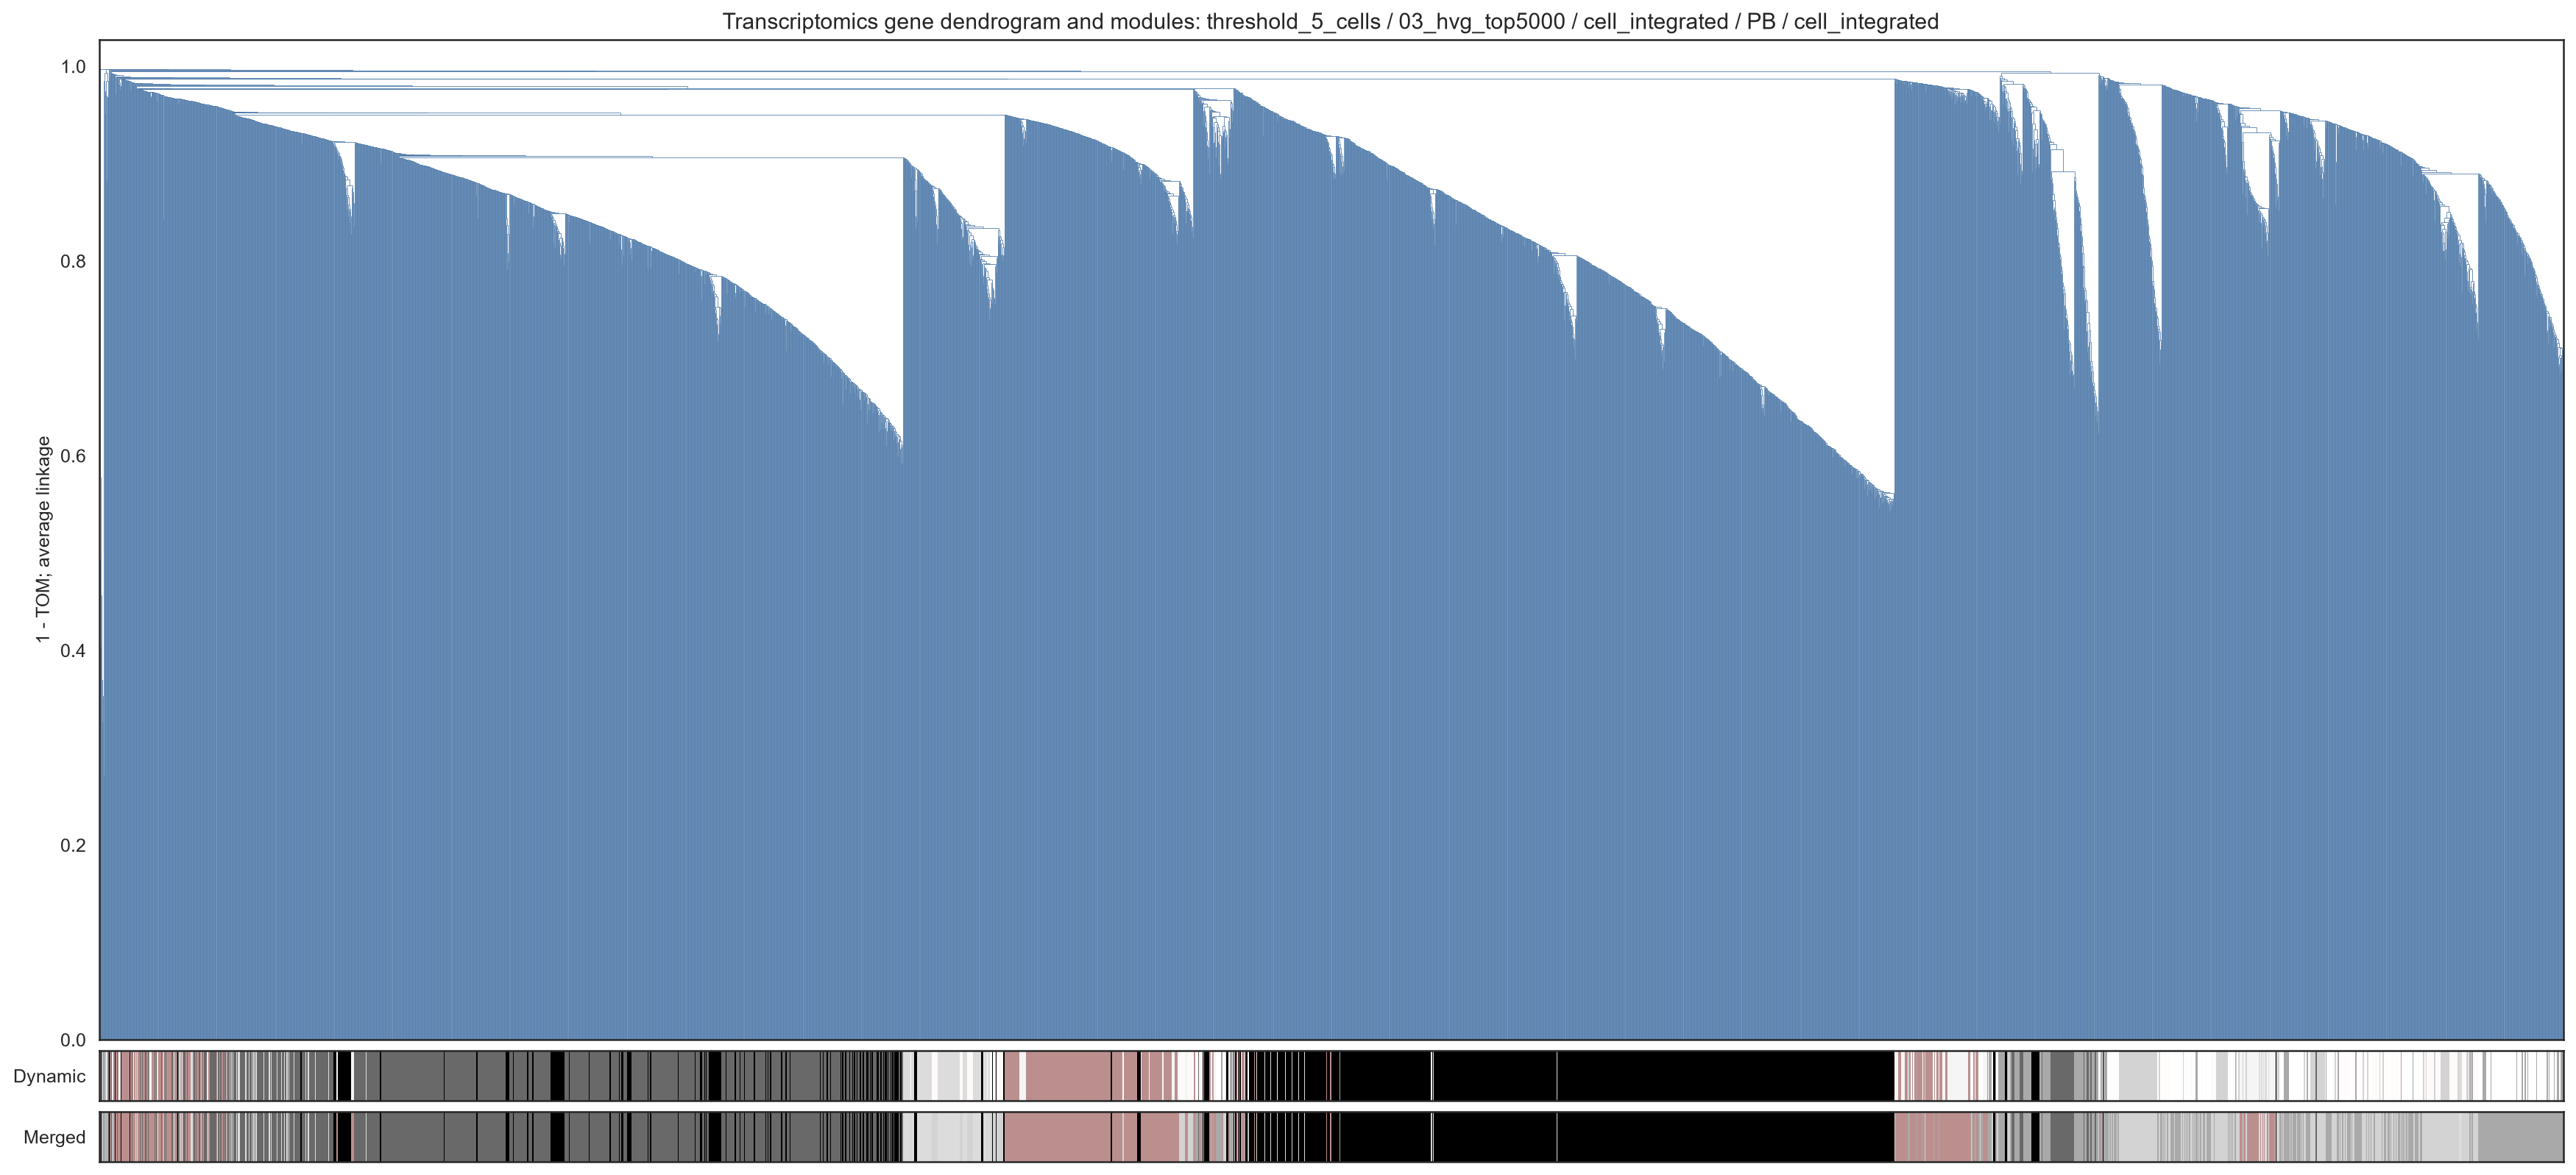 Transcriptomics gene dendrogram and modules: threshold_5_cells / 03_hvg_top5000 / cell_integrated / PB / cell_integrated
1.0
0.8
0.6
0.4
0.2
0.0
1 - TOM; average linkage
Dynamic
Merged